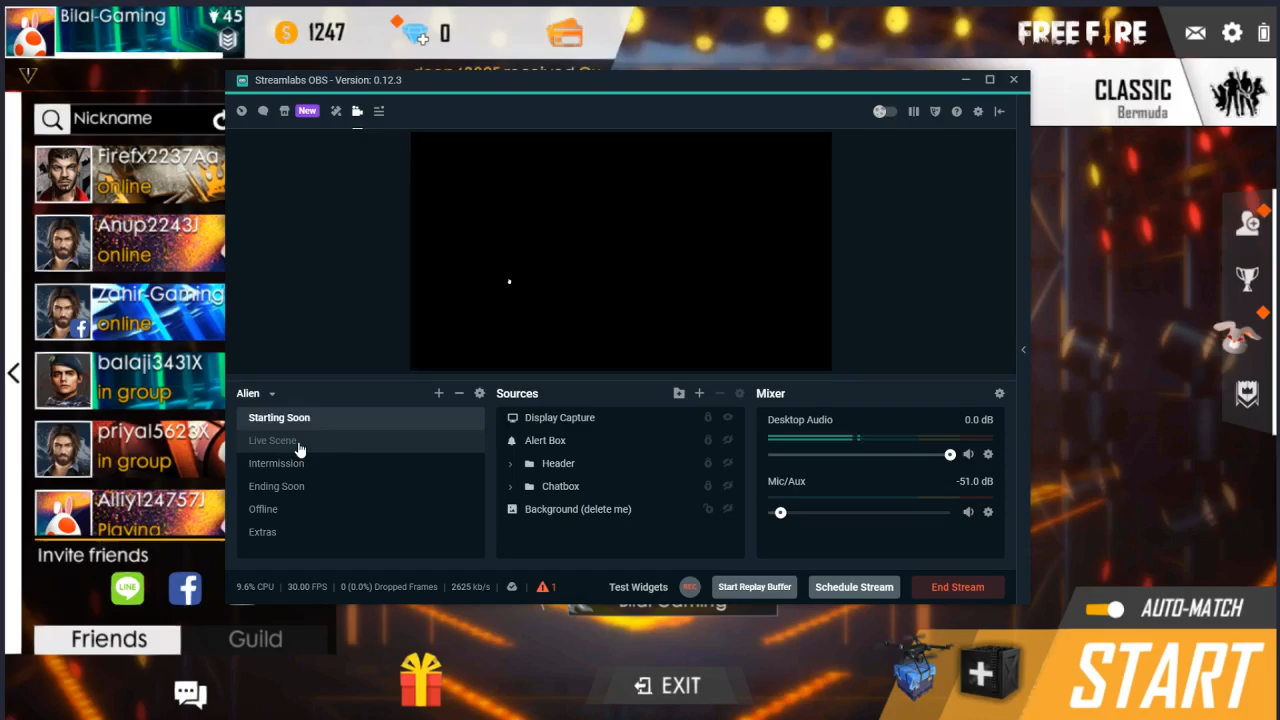 Bilal-Gaming
45
1247
0
FREE FIRE
CLASSIC
Bermuda
Nickname
Firefx2237Aa
online
Anup2243J
online
Zahir-Gaming
online
balaji3431X
in group
priyal5623X
in group
Alliy124757J
Playing
Invite friends
LINE
Friends
Guild
Streamlabs OBS - Version: 0.12.3
New
Alien
Starting Soon
Live Scene
Intermission
Ending Soon
Offline
Extras
Sources
Display Capture
Alert Box
Header
Chatbox
Background (delete me)
Mixer
Desktop Audio 0.0 dB
Mic/Aux -51.0 dB
9.6% CPU 30.00 FPS 0 (0.0%) Dropped Frames 2625 kb/s 1
Test Widgets
REC
Start Replay Buffer
Schedule Stream
End Stream
Bilal-Gaming
EXIT
AUTO-MATCH
START